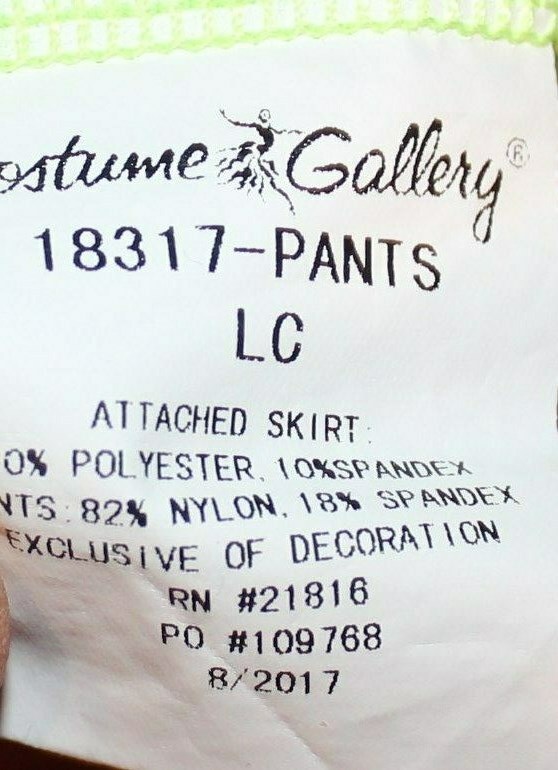 ostume Gallery®
18317-PANTS
LC
ATTACHED SKIRT:
0% POLYESTER, 10%SPANDEX
NTS:82% NYLON, 18% SPANDEX
EXCLUSIVE OF DECORATION
RN #21816
PO #109768
8/2017